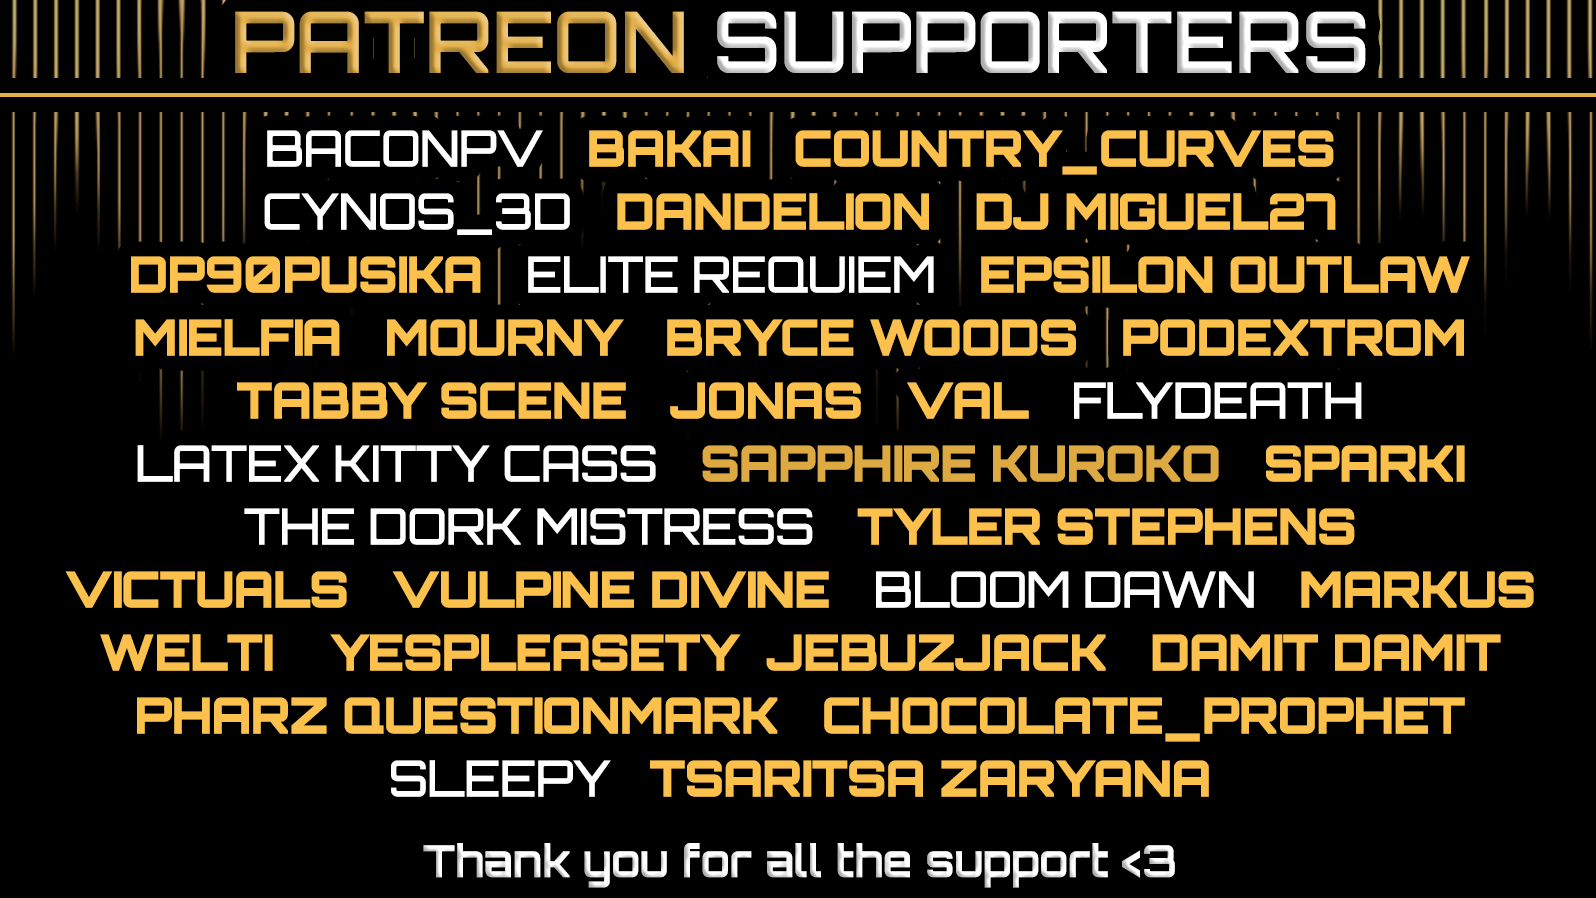 PATREON SUPPORTERS
BACONPV BAKAI COUNTRY_CURVES
CYNOS_3D DANDELION DJ MIGUEL27
DP90PUSIKA ELITE REQUIEM EPSILON OUTLAW
MIELFIA MOURNY BRYCE WOODS PODEXTROM
TABBY SCENE JONAS VAL FLYDEATH
LATEX KITTY CASS SAPPHIRE KUROKO SPARKI
THE DORK MISTRESS TYLER STEPHENS
VICTUALS VULPINE DIVINE BLOOM DAWN MARKUS
WELTI YESPLEASETY JEBUZJACK DAMIT DAMIT
PHARZ QUESTIONMARK CHOCOLATE_PROPHET
SLEEPY TSARITSA ZARYANA
Thank you for all the support <3